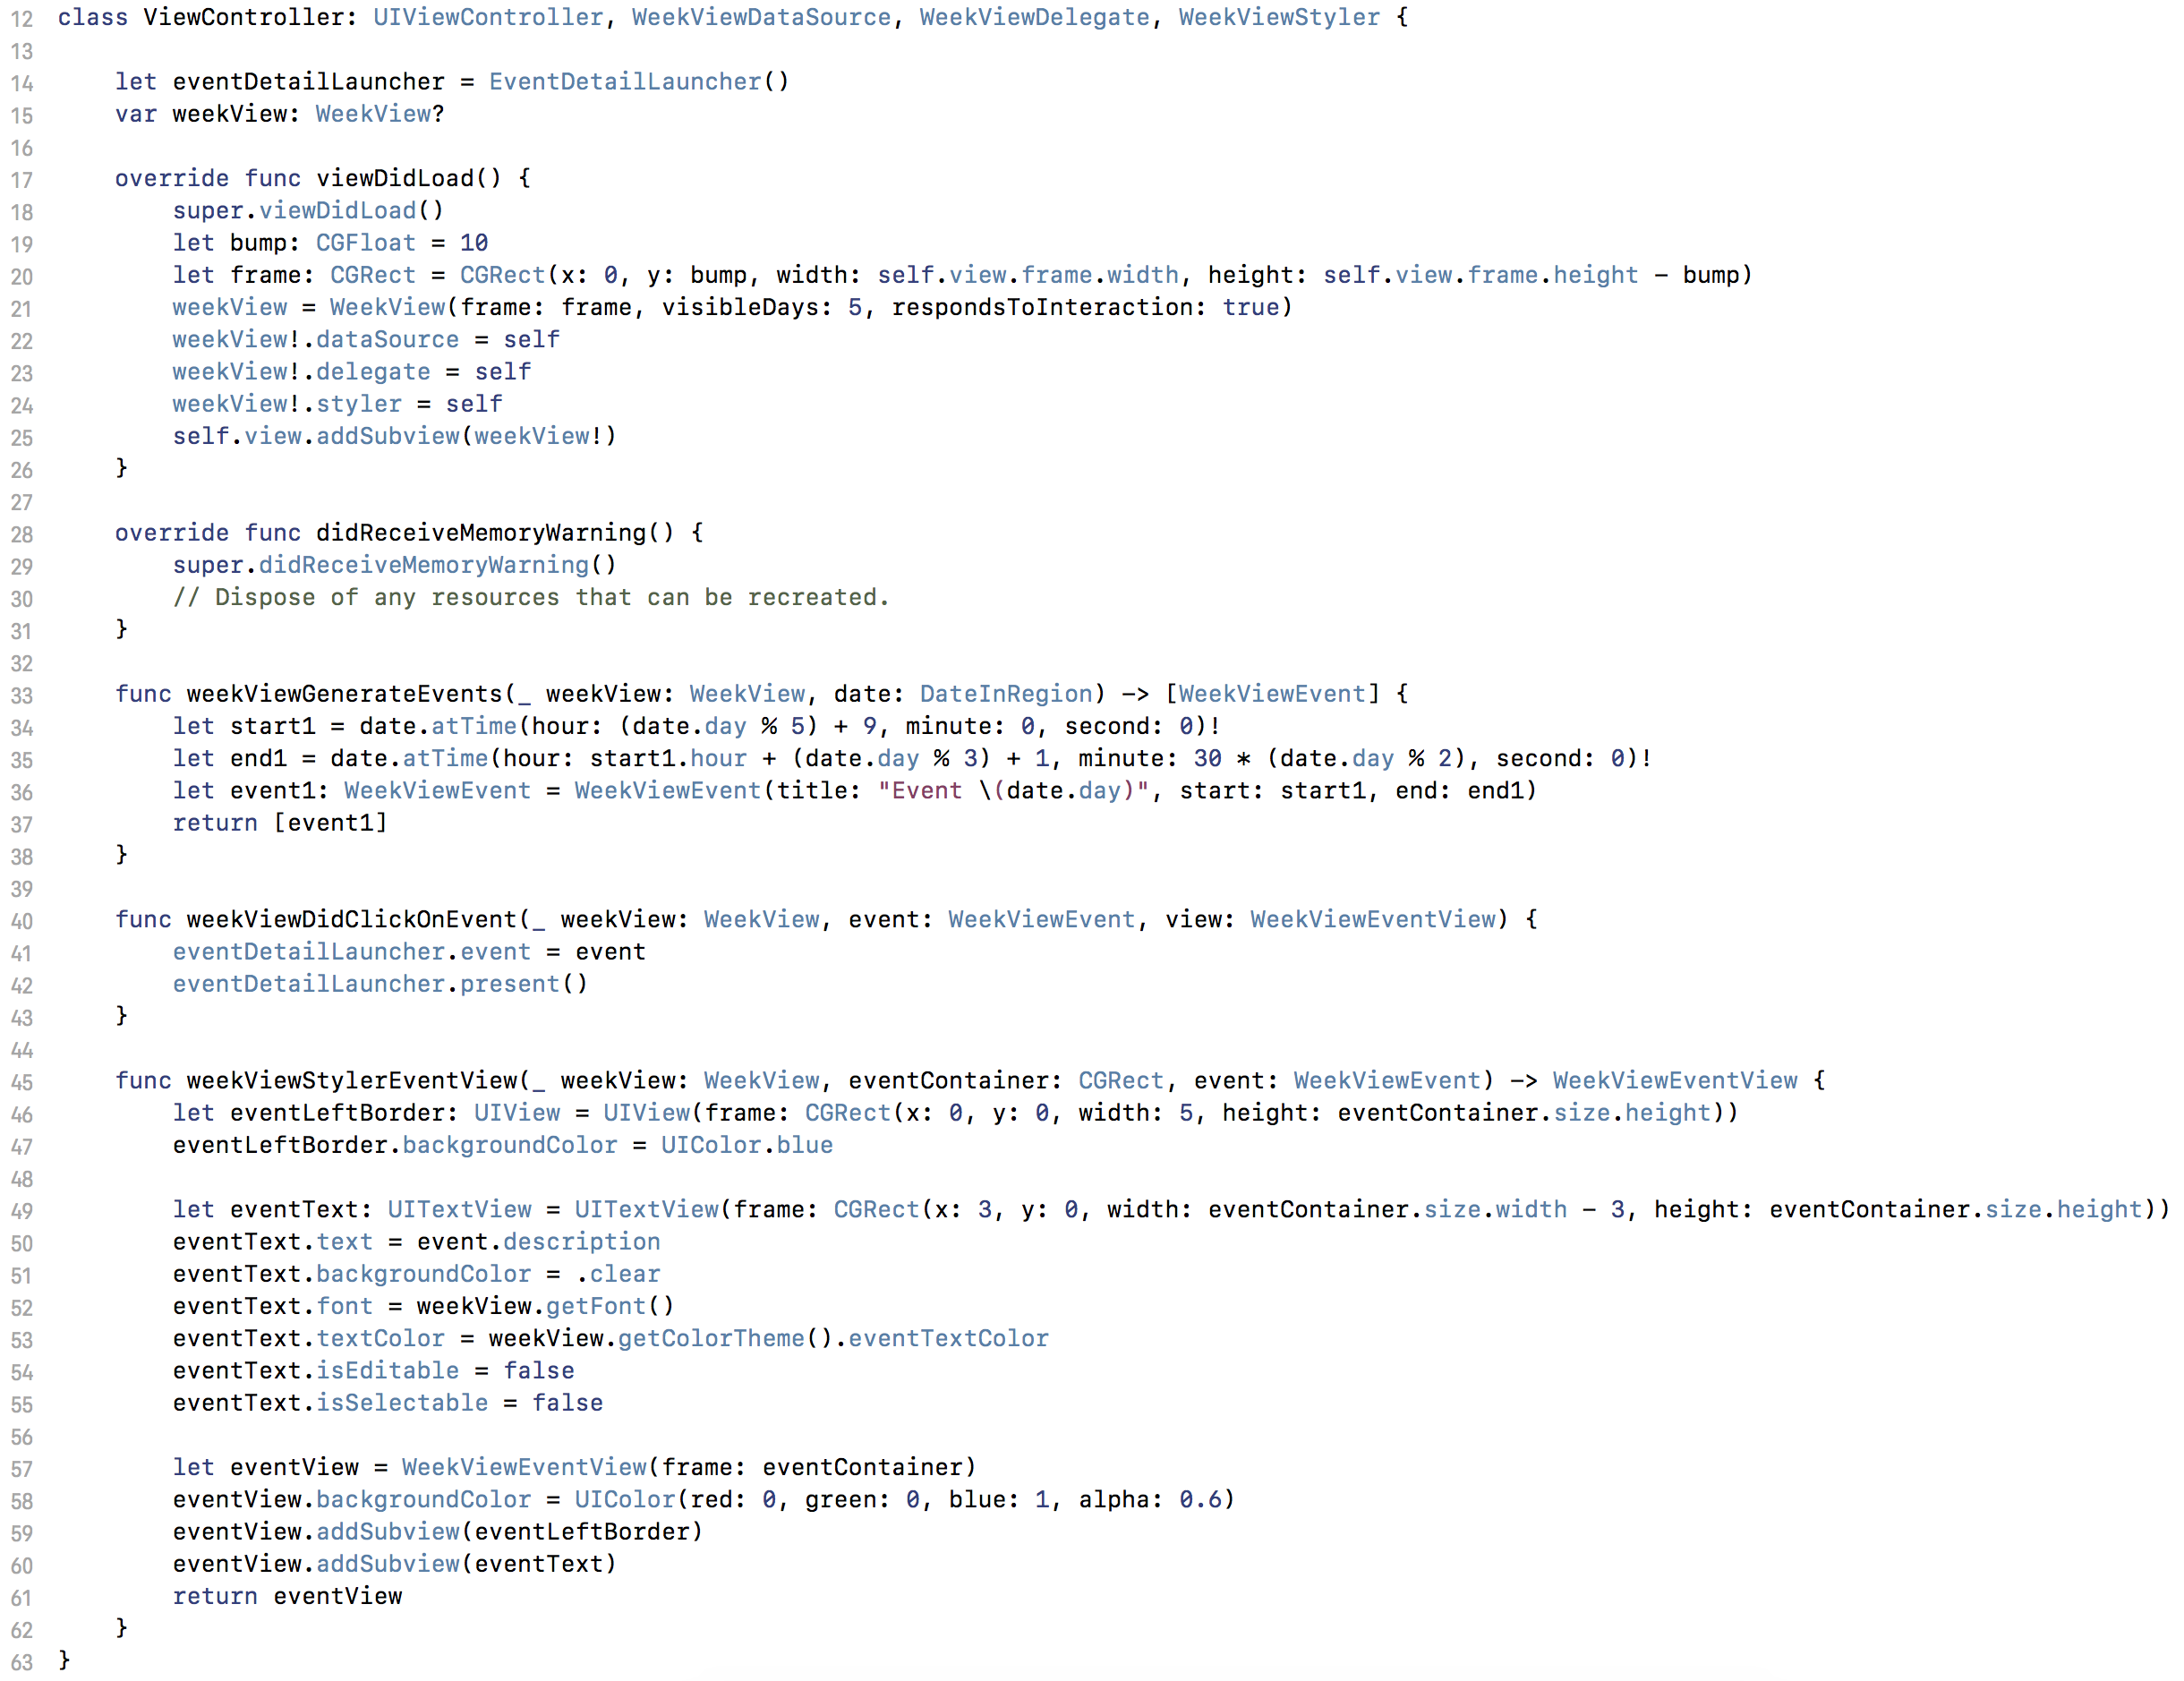 12 class ViewController: UIViewController, WeekViewDataSource, WeekViewDelegate, WeekViewStyler {
13
14     let eventDetailLauncher = EventDetailLauncher()
15     var weekView: WeekView?
16
17     override func viewDidLoad() {
18         super.viewDidLoad()
19         let bump: CGFloat = 10
20         let frame: CGRect = CGRect(x: 0, y: bump, width: self.view.frame.width, height: self.view.frame.height - bump)
21         weekView = WeekView(frame: frame, visibleDays: 5, respondsToInteraction: true)
22         weekView!.dataSource = self
23         weekView!.delegate = self
24         weekView!.styler = self
25         self.view.addSubview(weekView!)
26     }
27
28     override func didReceiveMemoryWarning() {
29         super.didReceiveMemoryWarning()
30         // Dispose of any resources that can be recreated.
31     }
32
33     func weekViewGenerateEvents(_ weekView: WeekView, date: DateInRegion) -> [WeekViewEvent] {
34         let start1 = date.atTime(hour: (date.day % 5) + 9, minute: 0, second: 0)!
35         let end1 = date.atTime(hour: start1.hour + (date.day % 3) + 1, minute: 30 * (date.day % 2), second: 0)!
36         let event1: WeekViewEvent = WeekViewEvent(title: "Event \(date.day)", start: start1, end: end1)
37         return [event1]
38     }
39
40     func weekViewDidClickOnEvent(_ weekView: WeekView, event: WeekViewEvent, view: WeekViewEventView) {
41         eventDetailLauncher.event = event
42         eventDetailLauncher.present()
43     }
44
45     func weekViewStylerEventView(_ weekView: WeekView, eventContainer: CGRect, event: WeekViewEvent) -> WeekViewEventView {
46         let eventLeftBorder: UIView = UIView(frame: CGRect(x: 0, y: 0, width: 5, height: eventContainer.size.height))
47         eventLeftBorder.backgroundColor = UIColor.blue
48
49         let eventText: UITextView = UITextView(frame: CGRect(x: 3, y: 0, width: eventContainer.size.width - 3, height: eventContainer.size.height))
50         eventText.text = event.description
51         eventText.backgroundColor = .clear
52         eventText.font = weekView.getFont()
53         eventText.textColor = weekView.getColorTheme().eventTextColor
54         eventText.isEditable = false
55         eventText.isSelectable = false
56
57         let eventView = WeekViewEventView(frame: eventContainer)
58         eventView.backgroundColor = UIColor(red: 0, green: 0, blue: 1, alpha: 0.6)
59         eventView.addSubview(eventLeftBorder)
60         eventView.addSubview(eventText)
61         return eventView
62     }
63 }